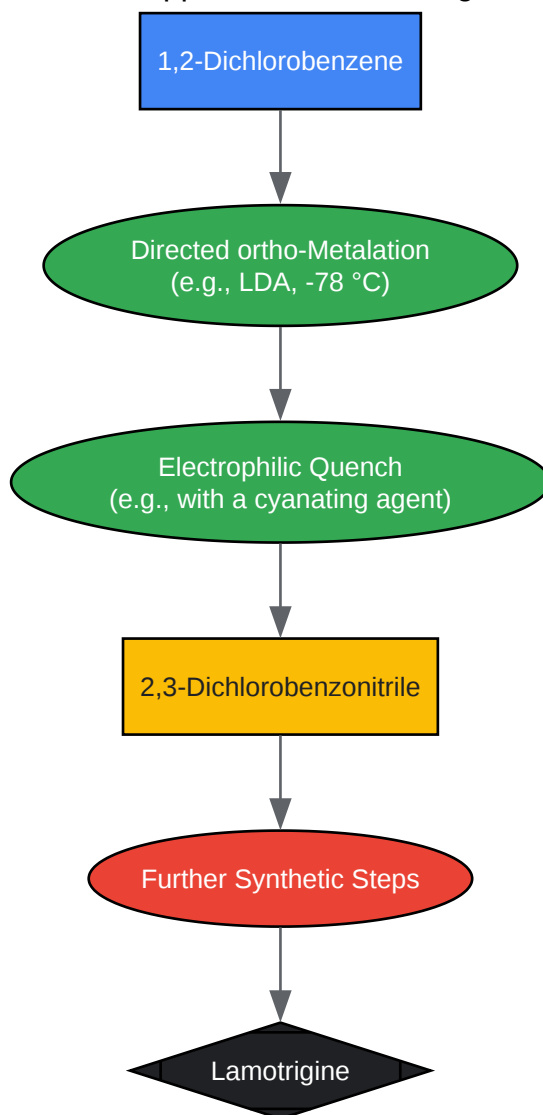 1,2-Dichlorobenzene
Directed ortho-Metalation
(e.g., LDA, -78 °C)
Electrophilic Quench
(e.g., with a cyanating agent)
2,3-Dichlorobenzonitrile
Further Synthetic Steps
Lamotrigine